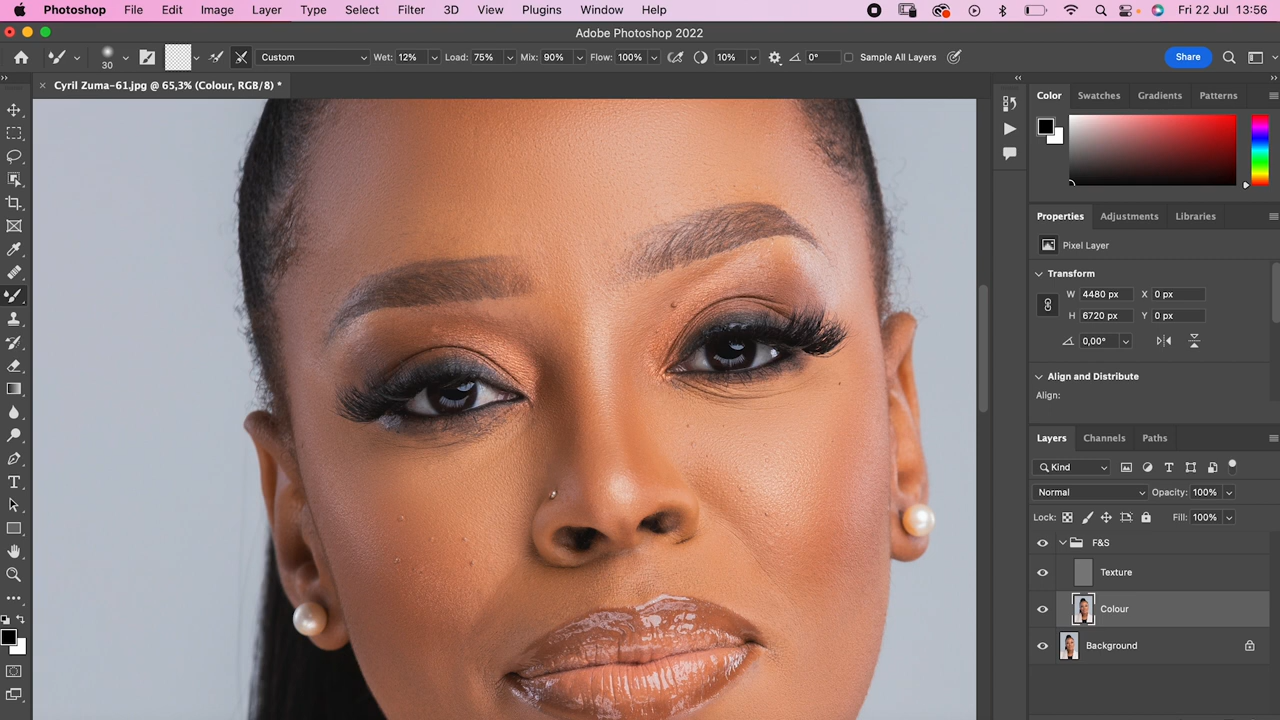 Photoshop File Edit Image Layer Type Select Filter 3D View Plugins Window Help Fri 22 Jul 13:56
Adobe Photoshop 2022
30 Custom Wet: 12% Load: 75% Mix: 90% Flow: 100% 10% 0° Sample All Layers Share
Cyril Zuma-61.jpg @ 65,3% (Colour, RGB/8) *
Color Swatches Gradients Patterns
Properties Adjustments Libraries
Pixel Layer
Transform
W 4480 px X 0 px
H 6720 px Y 0 px
0,00°
Align and Distribute
Align:
Layers Channels Paths
Kind
Normal Opacity: 100%
Lock: Fill: 100%
F&S
Texture
Colour
Background